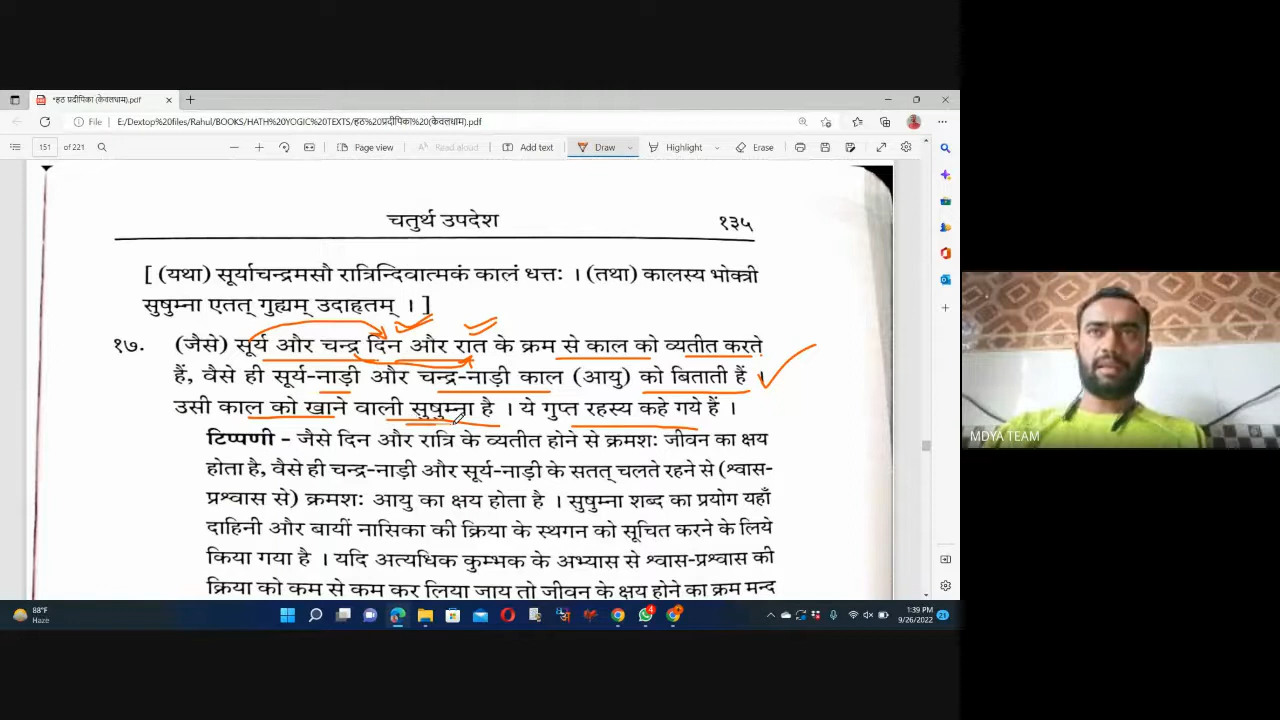 *हठ प्रदीपिका (केवलधाम).pdf
File
E:/Dextop%20files/Rahul/BOOKS/HATH%20YOGIC%20TEXTS/हठ%20प्रदीपिका%20(केवलधाम).pdf
151 of 221 Page view Read aloud Add text Draw Highlight Erase
चतुर्थ उपदेश १३५
[ (यथा) सूर्याचन्द्रमसौ रात्रिन्दिवात्मकं कालं धत्तः । (तथा) कालस्य भोक्त्री
सुषुम्ना एतत् गुह्यम् उदाहृतम् । ]
१७. (जैसे) सूर्य और चन्द्र दिन और रात के क्रम से काल को व्यतीत करते
हैं, वैसे ही सूर्य-नाड़ी और चन्द्र-नाड़ी काल (आयु) को बिताती हैं ।
उसी काल को खाने वाली सुषुम्ना है । ये गुप्त रहस्य कहे गये हैं ।
टिप्पणी - जैसे दिन और रात्रि के व्यतीत होने से क्रमशः जीवन का क्षय
होता है, वैसे ही चन्द्र-नाड़ी और सूर्य-नाड़ी के सतत् चलते रहने से (श्वास-
प्रश्वास से) क्रमशः आयु का क्षय होता है । सुषुम्ना शब्द का प्रयोग यहाँ
दाहिनी और बायीं नासिका की क्रिया के स्थगन को सूचित करने के लिये
किया गया है । यदि अत्यधिक कुम्भक के अभ्यास से श्वास-प्रश्वास की
क्रिया को कम से कम कर लिया जाय तो जीवन के क्षय होने का क्रम मन्द
MDYA TEAM
88°F
Haze
1:39 PM
9/26/2022